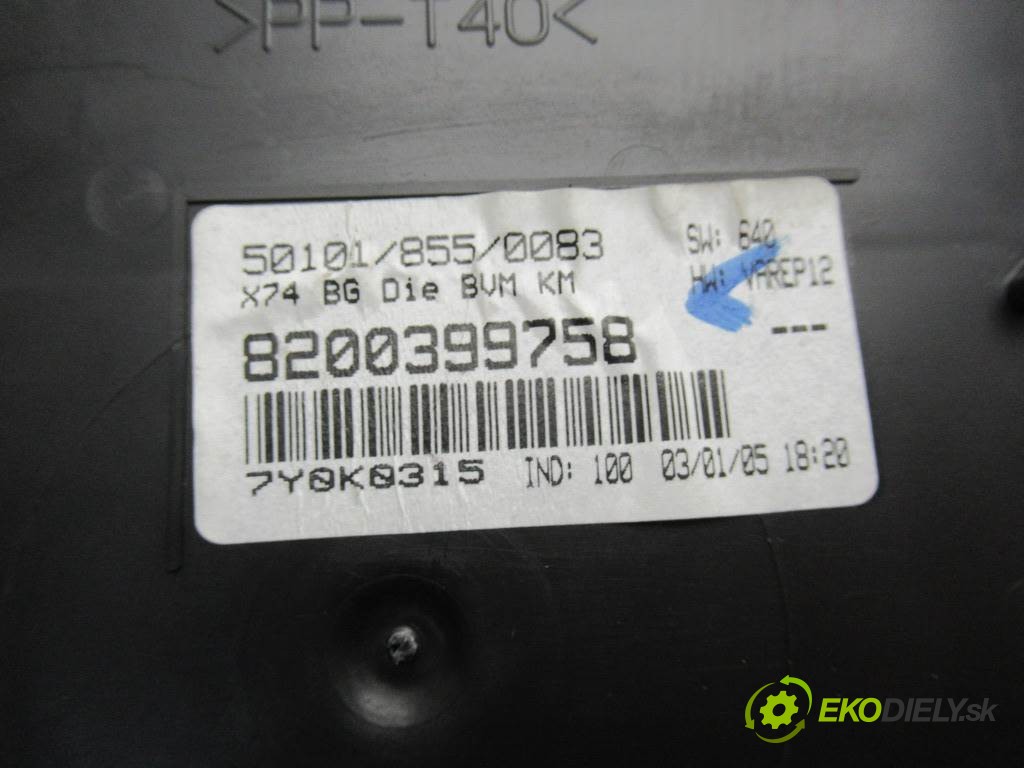 >PP-T40<
50101/855/0083
SW: 640
X74 BG Die BVM KM
HW: VAREP12
8200399758
---
7Y0K0315 IND: 100 03/01/05 18:20
EKODIELY.sk